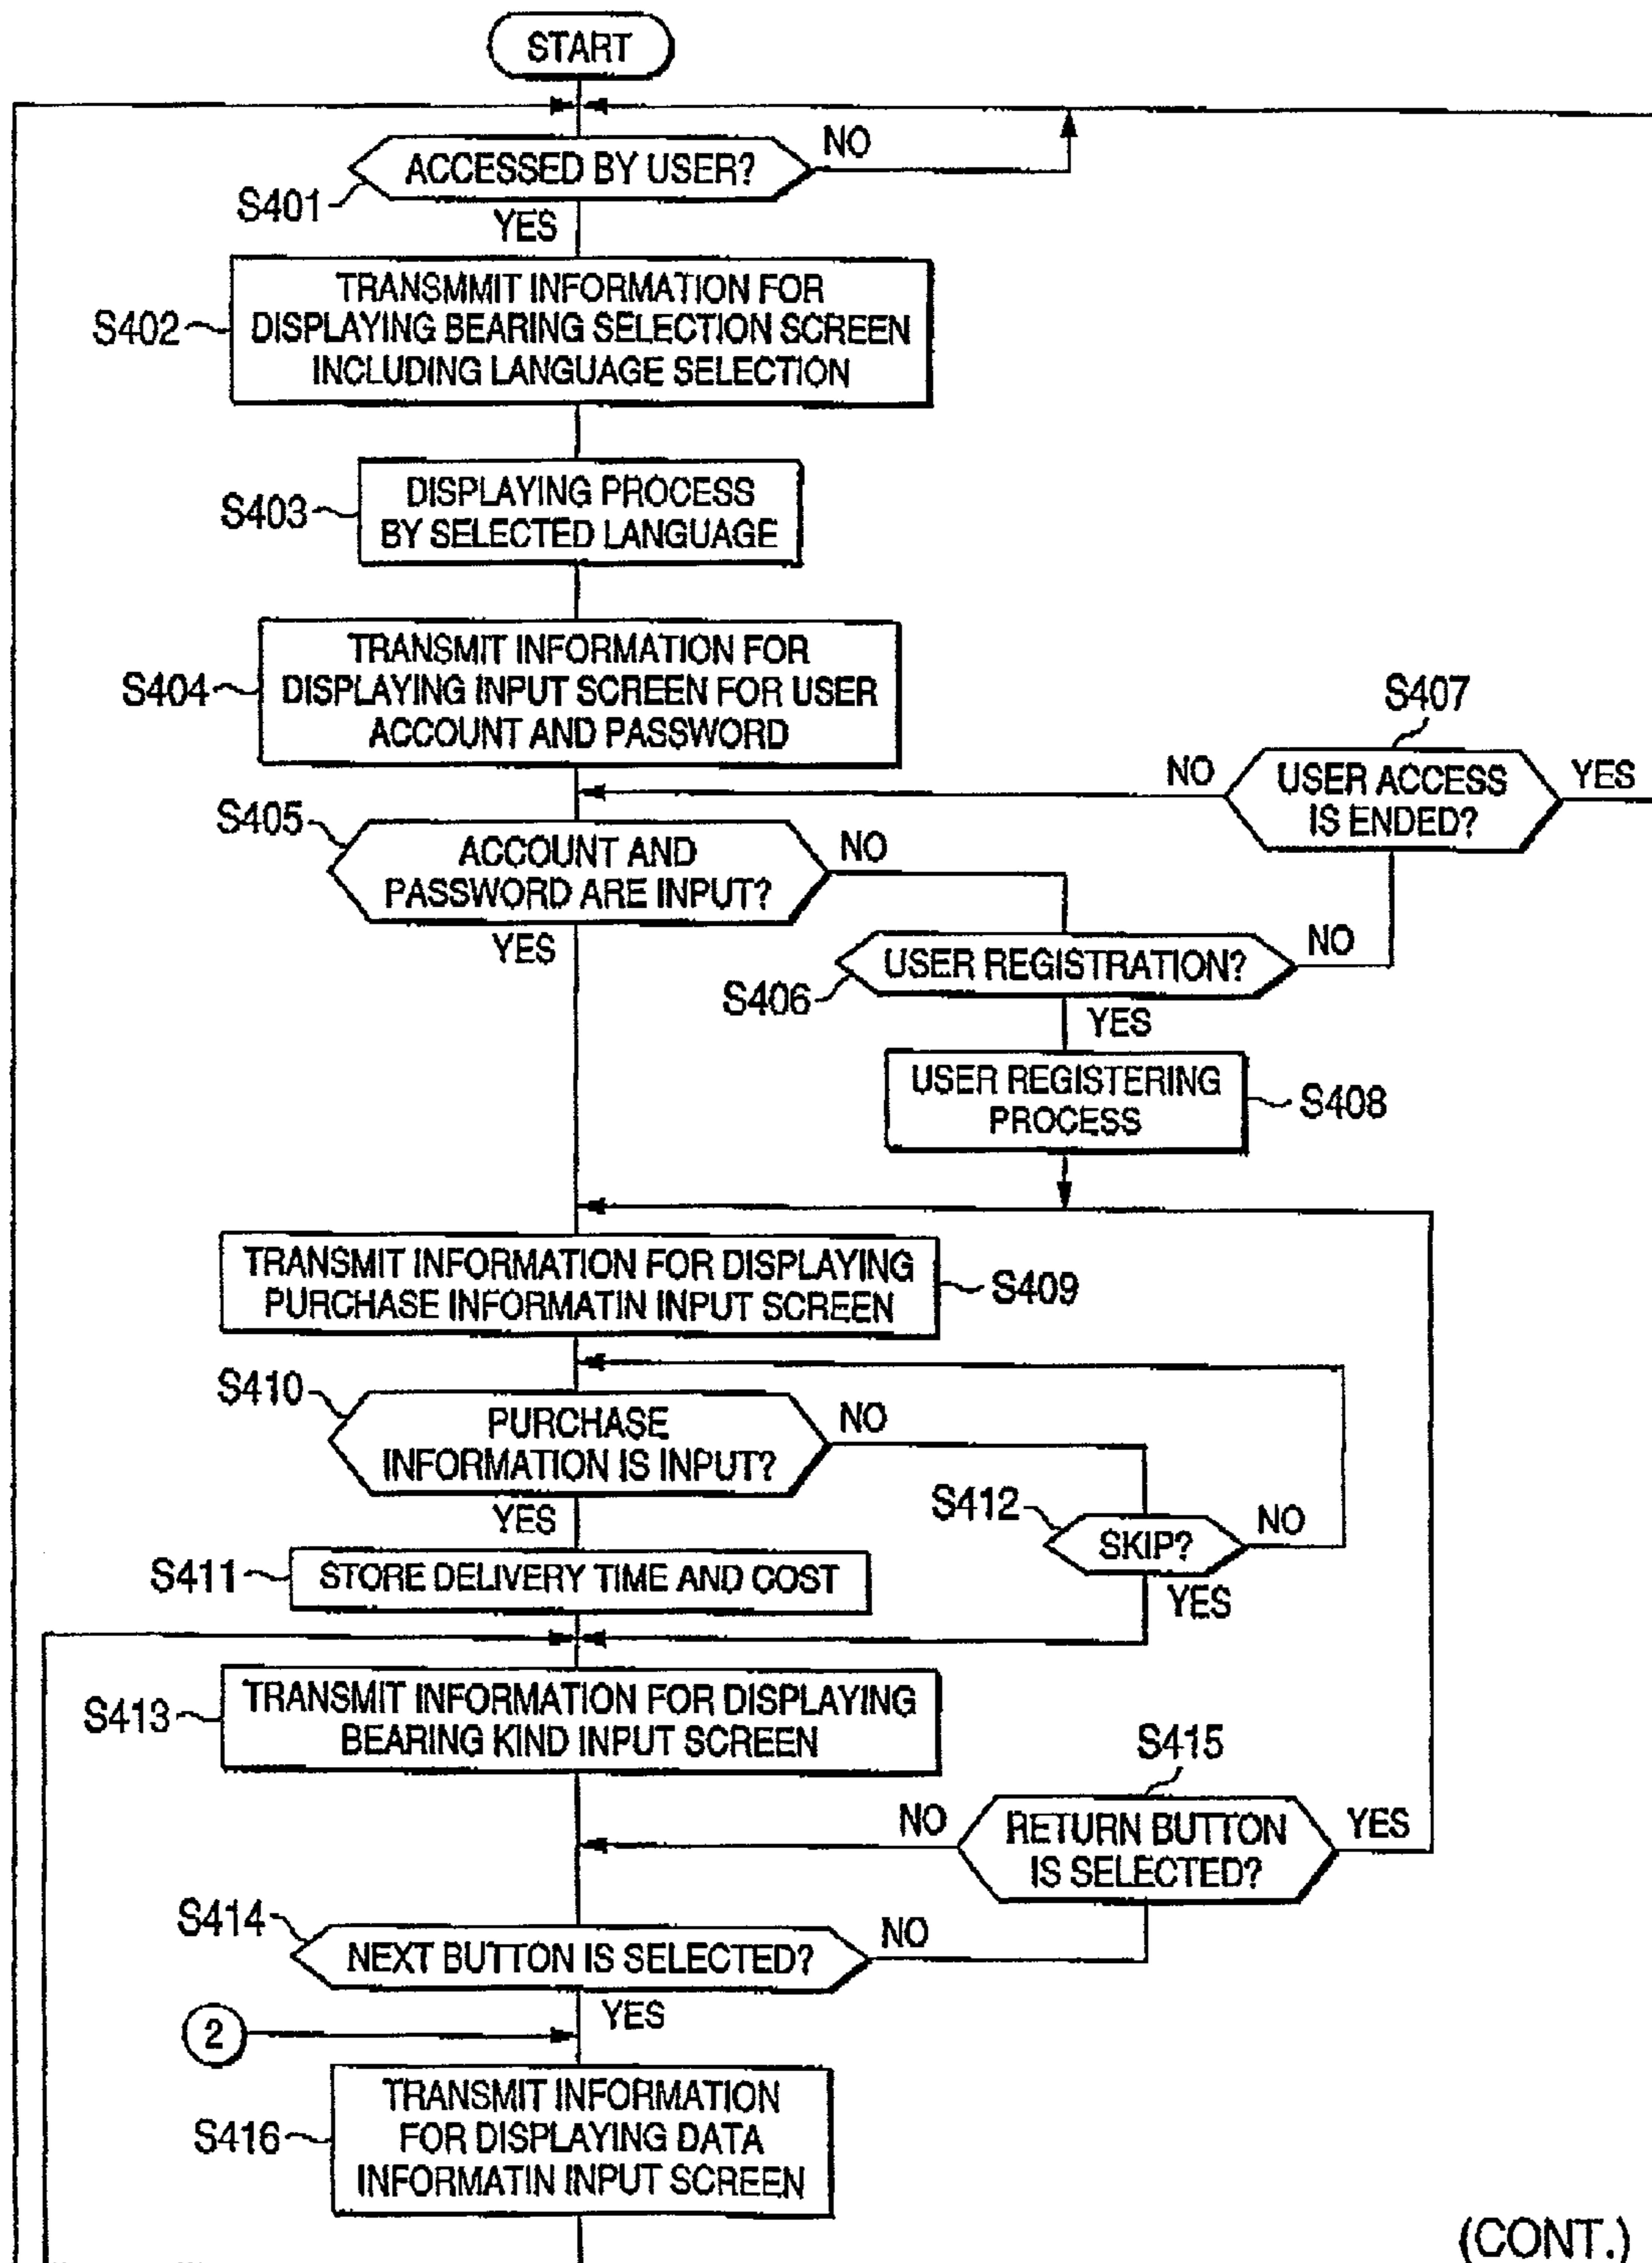 START
ACCESSED BY USER?
NO
S401
YES
TRANSMMIT INFORMATION FOR
DISPLAYING BEARING SELECTION SCREEN
INCLUDING LANGUAGE SELECTION
S402
DISPLAYING PROCESS
BY SELECTED LANGUAGE
S403
TRANSMIT INFORMATION FOR
DISPLAYING INPUT SCREEN FOR USER
ACCOUNT AND PASSWORD
S404
S407
NO
USER ACCESS
IS ENDED?
YES
S405
ACCOUNT AND
PASSWORD ARE INPUT?
NO
YES
USER REGISTRATION?
NO
S406
YES
USER REGISTERING
PROCESS
S408
TRANSMIT INFORMATION FOR DISPLAYING
PURCHASE INFORMATIN INPUT SCREEN
S409
S410
PURCHASE
INFORMATION IS INPUT?
NO
YES
S412
SKIP?
NO
YES
S411
STORE DELIVERY TIME AND COST
S413
TRANSMIT INFORMATION FOR DISPLAYING
BEARING KIND INPUT SCREEN
S415
NO
RETURN BUTTON
IS SELECTED?
YES
S414
NEXT BUTTON IS SELECTED?
NO
YES
2
TRANSMIT INFORMATION
FOR DISPLAYING DATA
INFORMATIN INPUT SCREEN
S416
(CONT.)